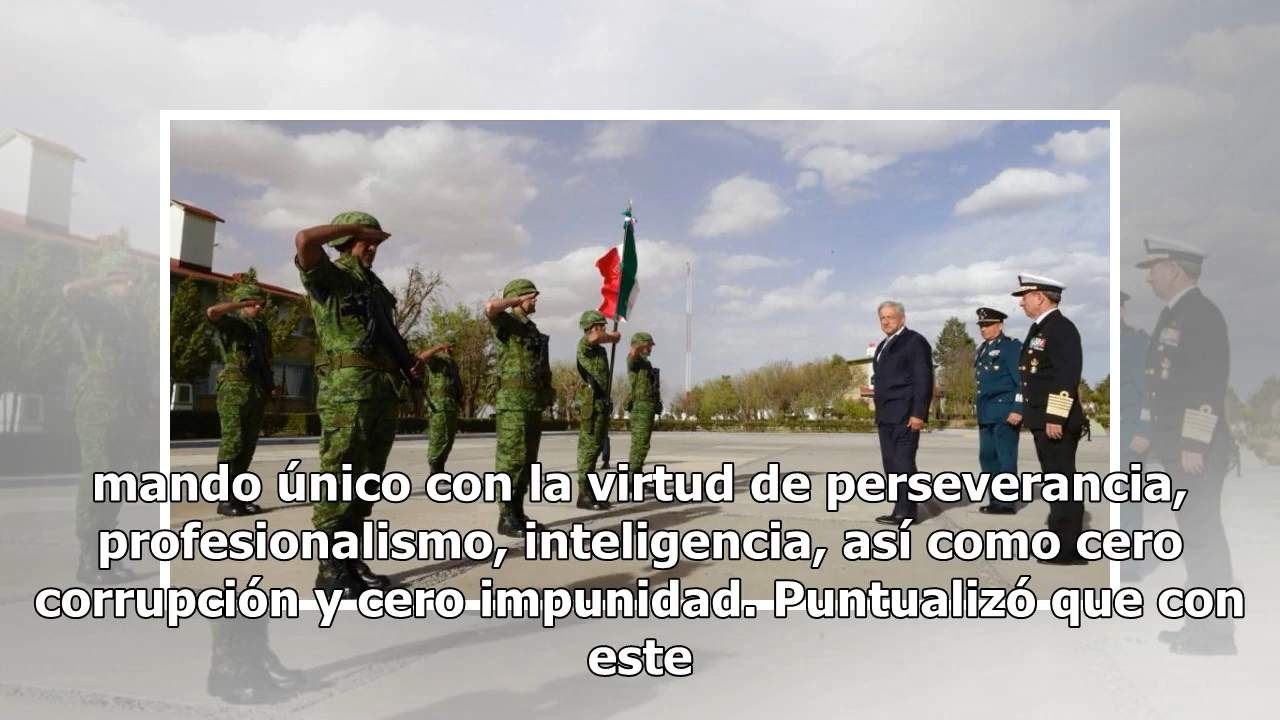 mando único con la virtud de perseverancia,
profesionalismo, inteligencia, así como cero
corrupción y cero impunidad. Puntualizó que con
este